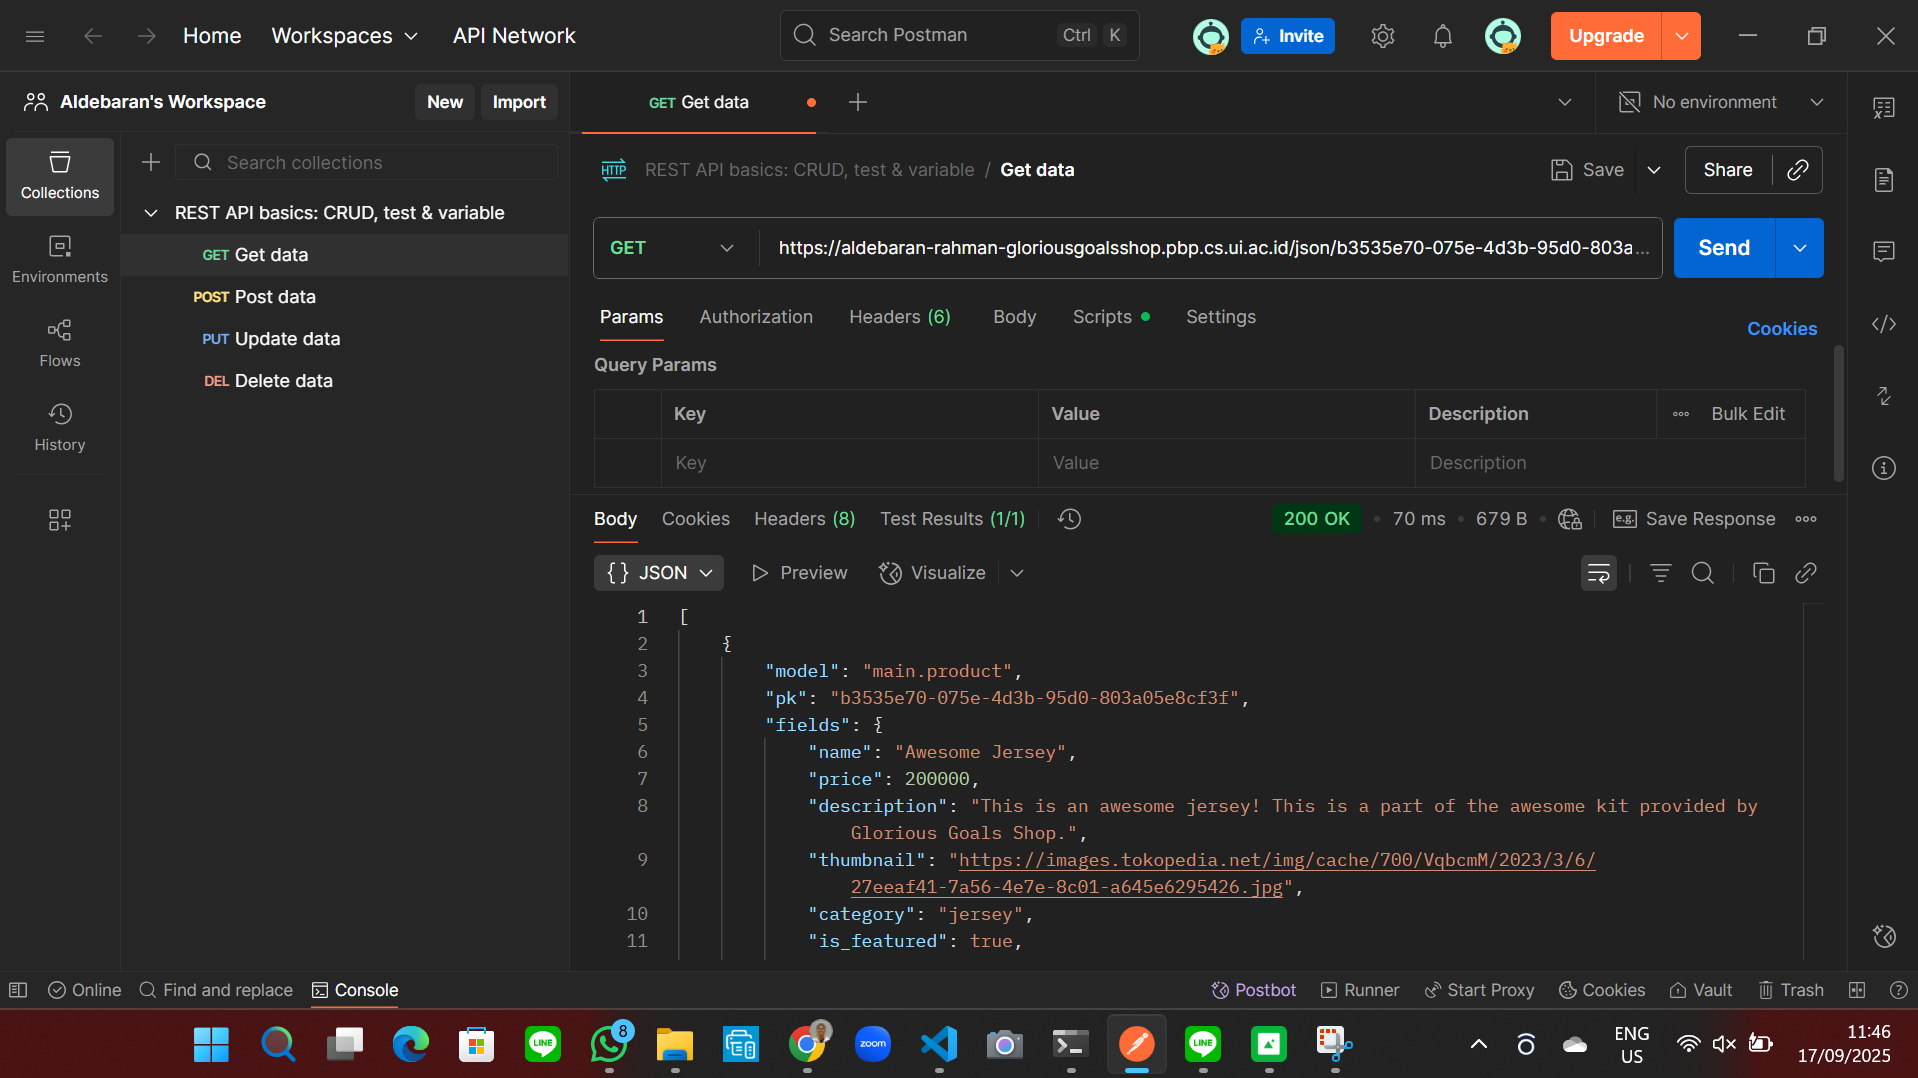 Home
Workspaces
API Network
Search Postman
Ctrl
K
Invite
Upgrade
Aldebaran's Workspace
New
Import
GET Get data
No environment
Collections
Environments
Flows
History
Search collections
REST API basics: CRUD, test & variable
GET Get data
POST Post data
PUT Update data
DEL Delete data
HTTP
REST API basics: CRUD, test & variable / Get data
Save
Share
GET
https://aldebaran-rahman-gloriousgoalsshop.pbp.cs.ui.ac.id/json/b3535e70-075e-4d3b-95d0-803a...
Send
Params
Authorization
Headers (6)
Body
Scripts
Settings
Cookies
Query Params
Key
Value
Description
Bulk Edit
Key
Value
Description
Body
Cookies
Headers (8)
Test Results (1/1)
200 OK
70 ms
679 B
e.g.
Save Response
{} JSON
Preview
Visualize
1 [
2 {
3 "model": "main.product",
4 "pk": "b3535e70-075e-4d3b-95d0-803a05e8cf3f",
5 "fields": {
6 "name": "Awesome Jersey",
7 "price": 200000,
8 "description": "This is an awesome jersey! This is a part of the awesome kit provided by
Glorious Goals Shop.",
9 "thumbnail": "https://images.tokopedia.net/img/cache/700/VqbcmM/2023/3/6/
27eeaf41-7a56-4e7e-8c01-a645e6295426.jpg",
10 "category": "jersey",
11 "is_featured": true,
Online
Find and replace
Console
Postbot
Runner
Start Proxy
Cookies
Vault
Trash
LINE
8
zoom
LINE
ENG
US
11:46
17/09/2025